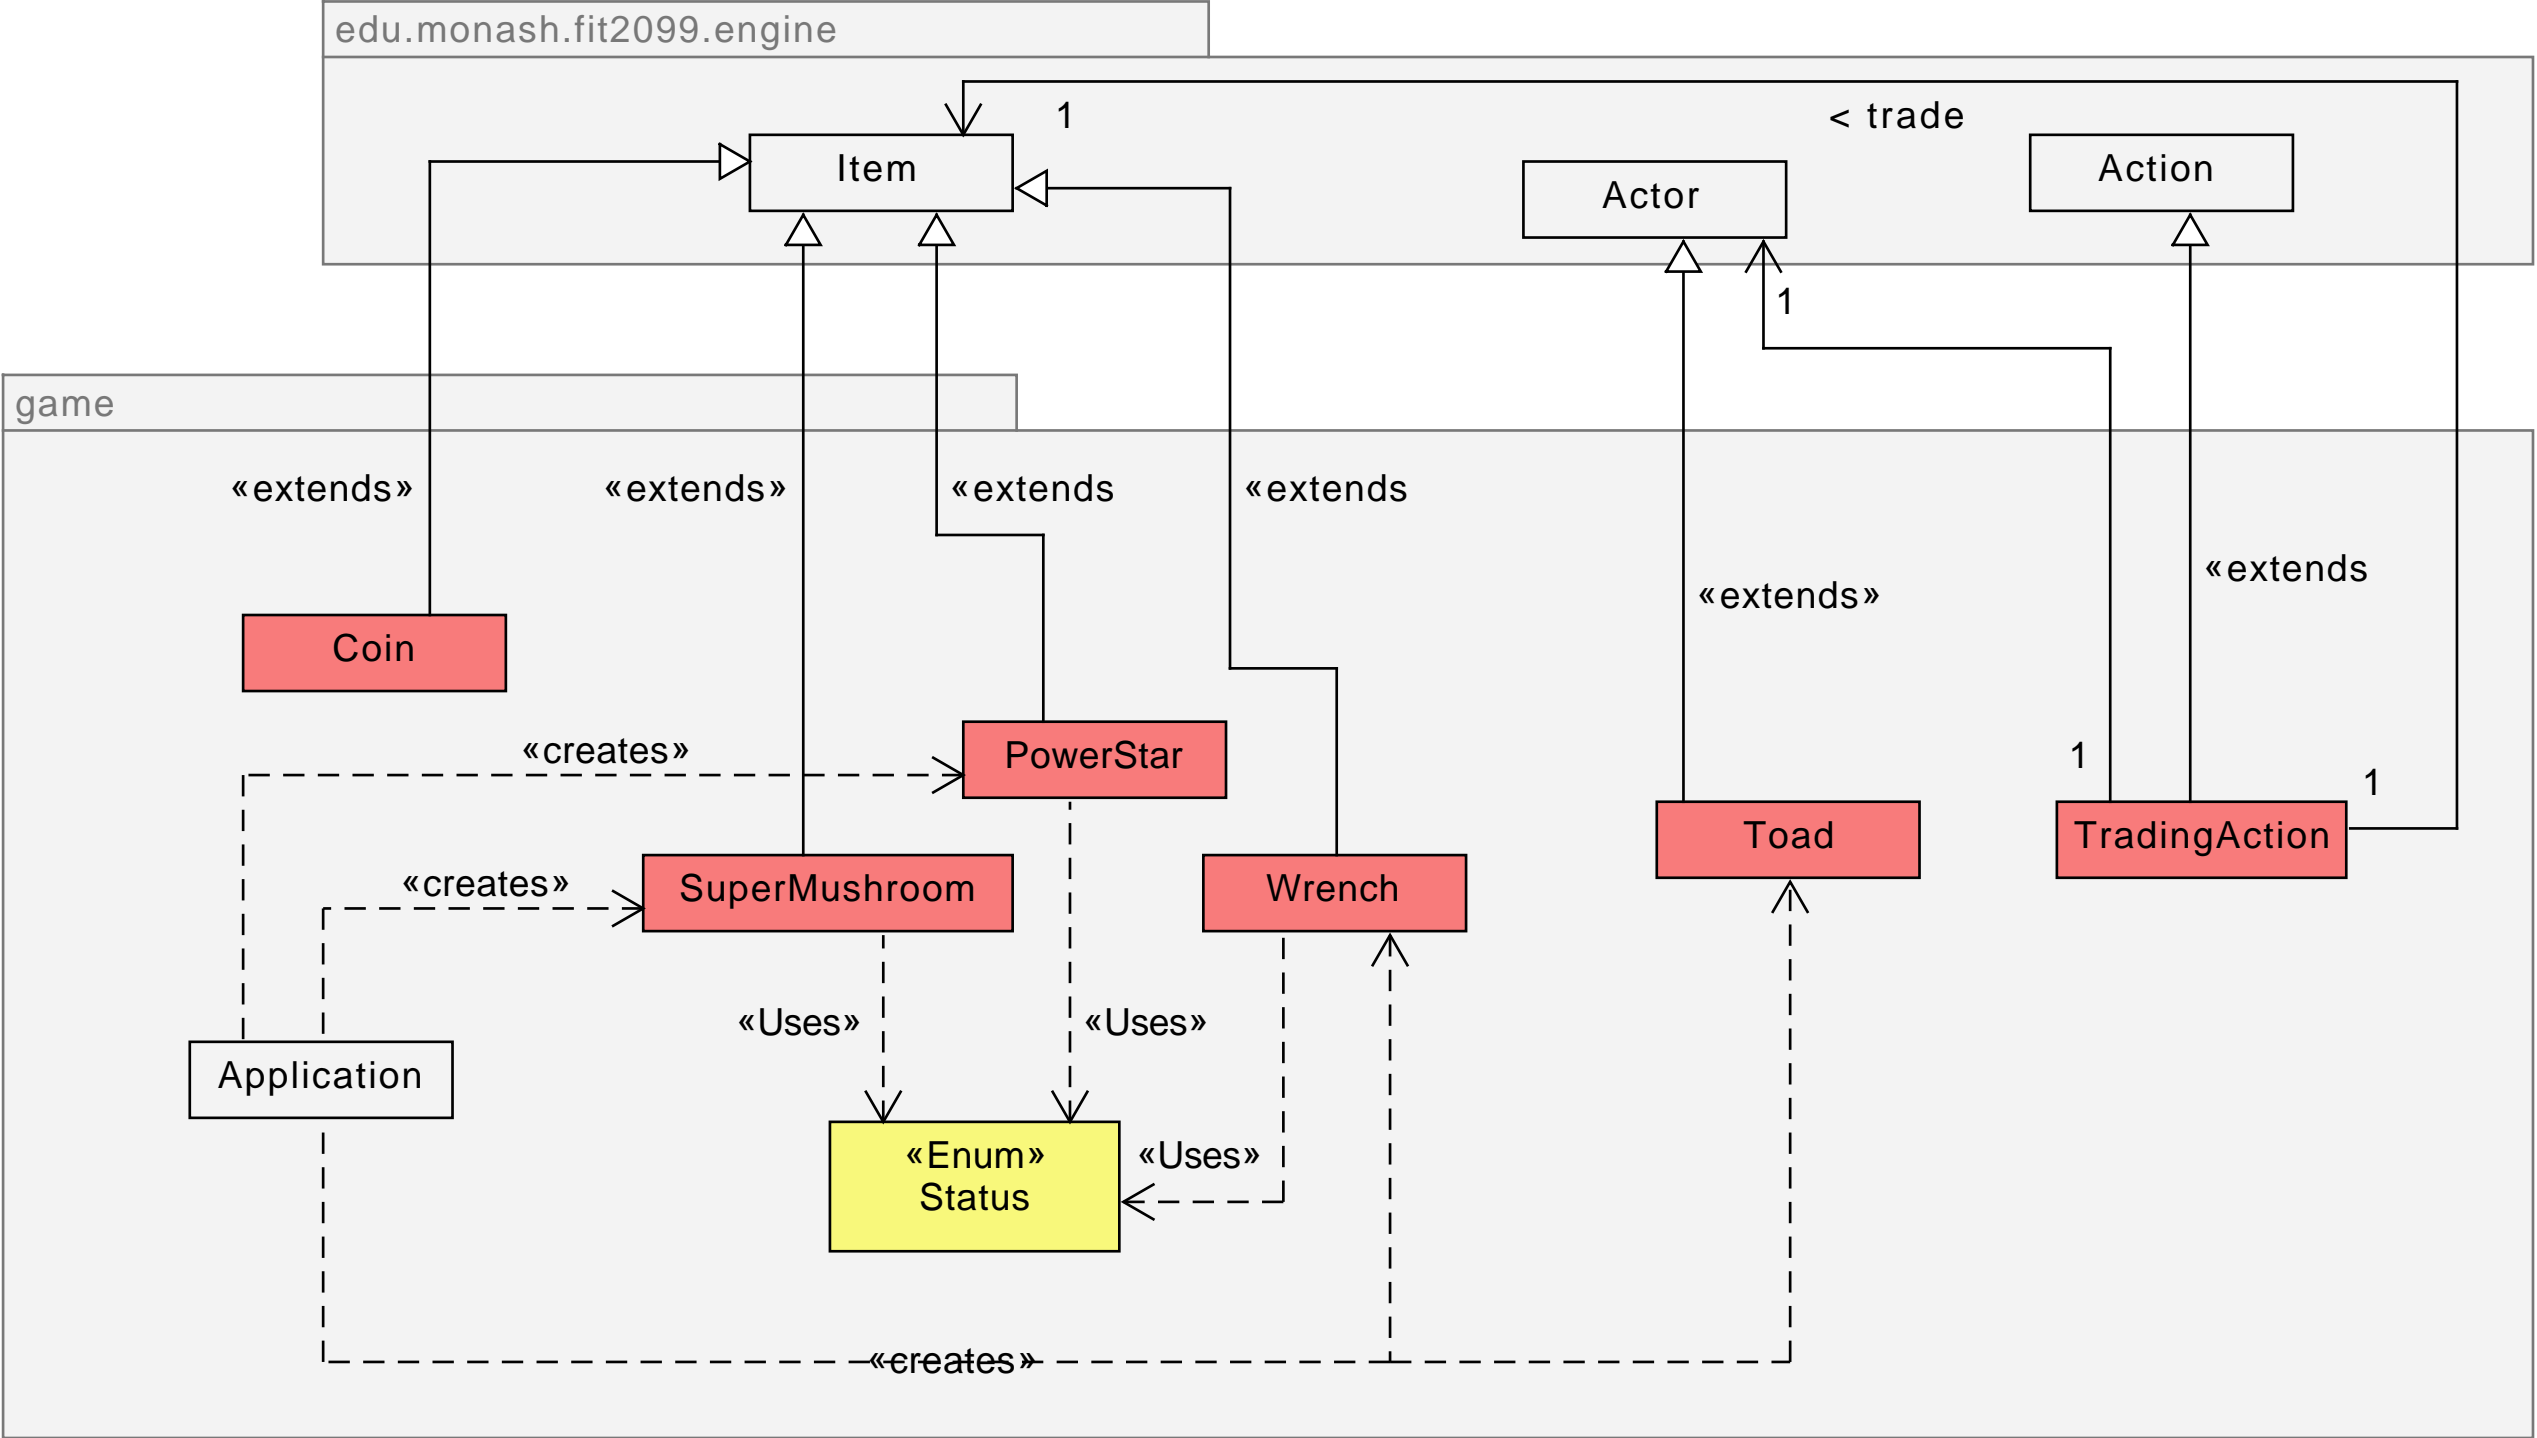 edu.monash.fit2099.engine
1
< trade
Item
Action
Actor
1
game
«extends»
«extends»
«extends
«extends
«extends
«extends»
Coin
«creates»
PowerStar
1
1
Toad
TradingAction
«creates»
SuperMushroom
Wrench
«Uses»
«Uses»
Application
«Enum»
Status
«Uses»
«creates»